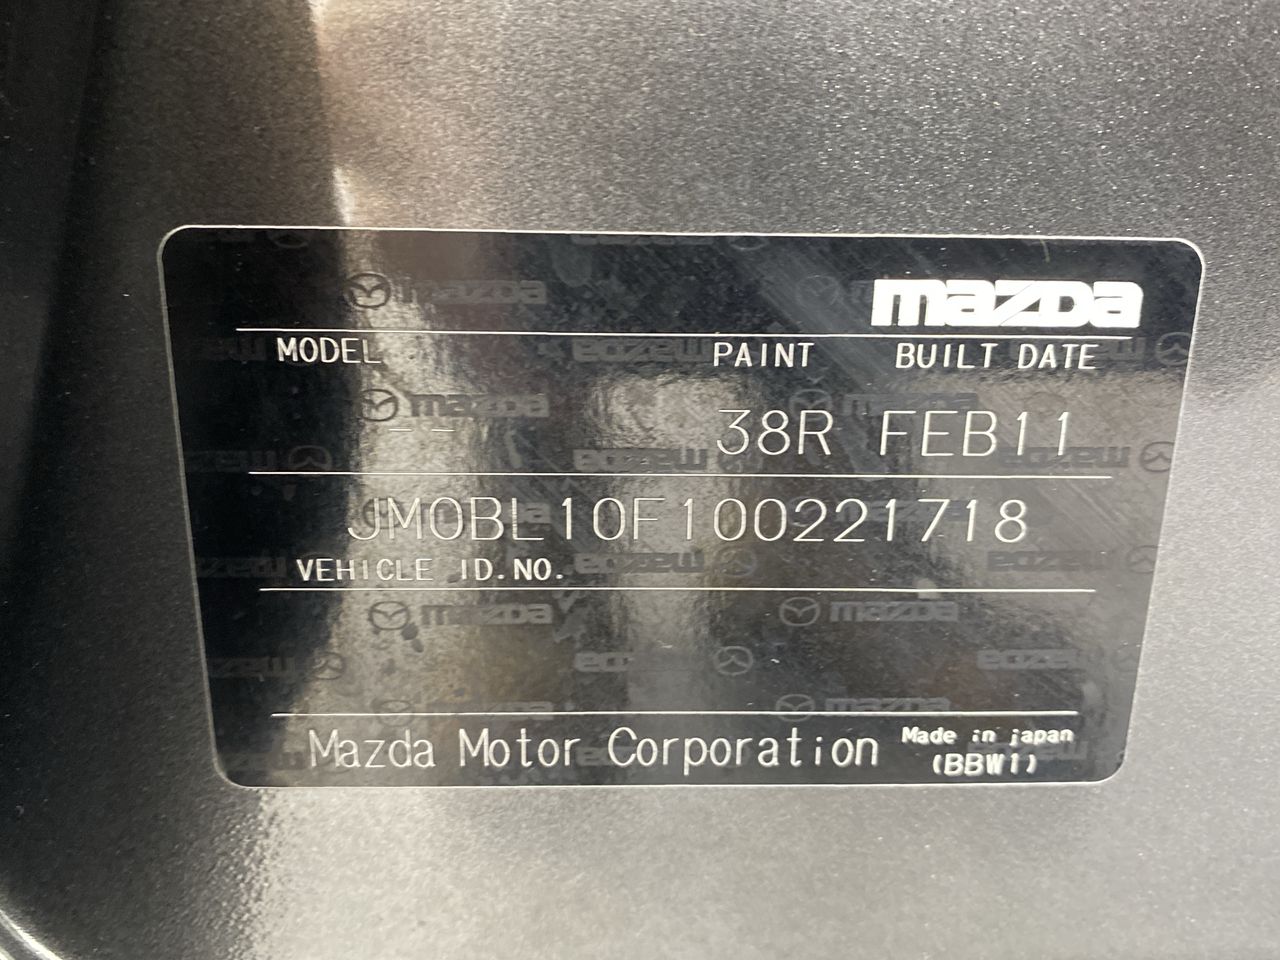 mazda
MODEL PAINT BUILT DATE
-- 38R FEB11
JM0BL10F100221718
VEHICLE ID.NO.
Mazda Motor Corporation Made in japan
(BBW1)